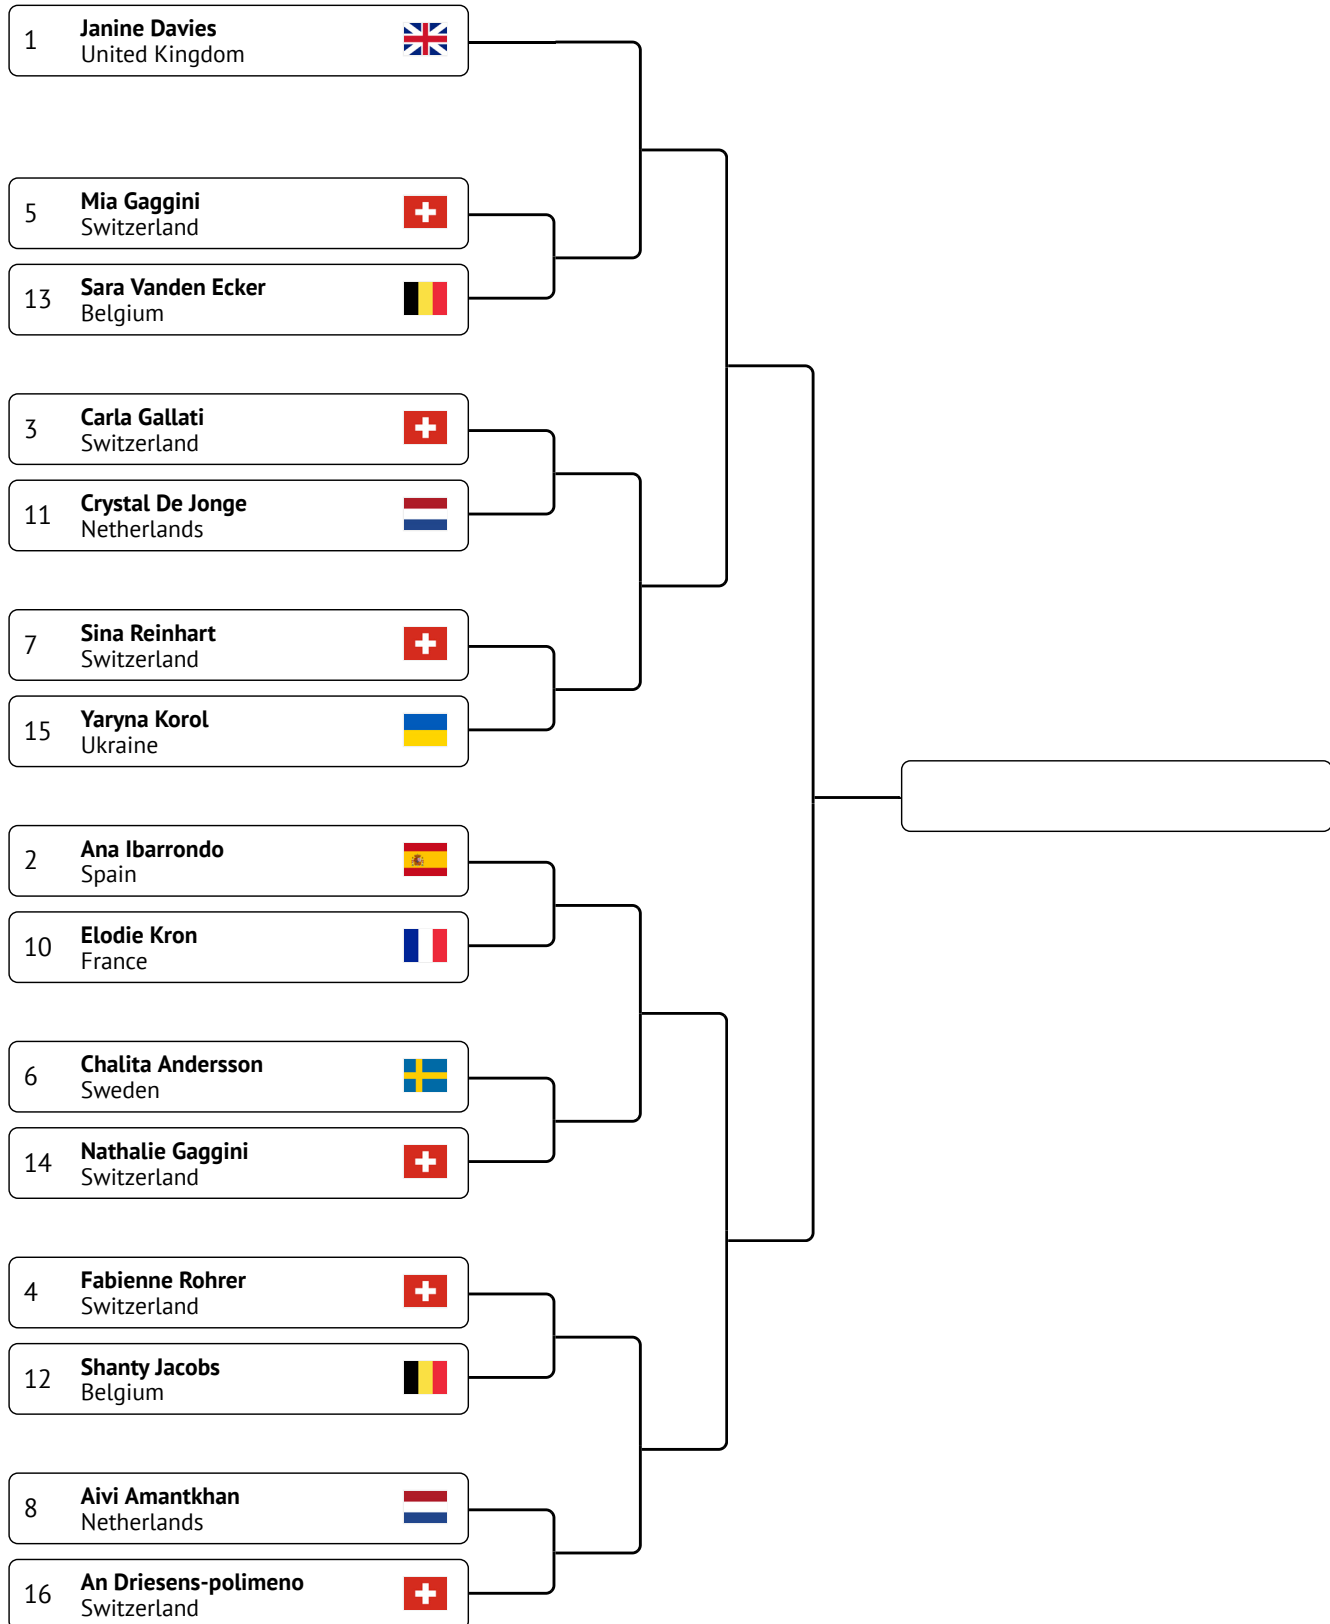 1
Janine Davies
United Kingdom
5
Mia Gaggini
Switzerland
13
Sara Vanden Ecker
Belgium
3
Carla Gallati
Switzerland
11
Crystal De Jonge
Netherlands
7
Sina Reinhart
Switzerland
15
Yaryna Korol
Ukraine
2
Ana Ibarrondo
Spain
10
Elodie Kron
France
6
Chalita Andersson
Sweden
14
Nathalie Gaggini
Switzerland
4
Fabienne Rohrer
Switzerland
12
Shanty Jacobs
Belgium
8
Aivi Amantkhan
Netherlands
16
An Driesens-polimeno
Switzerland